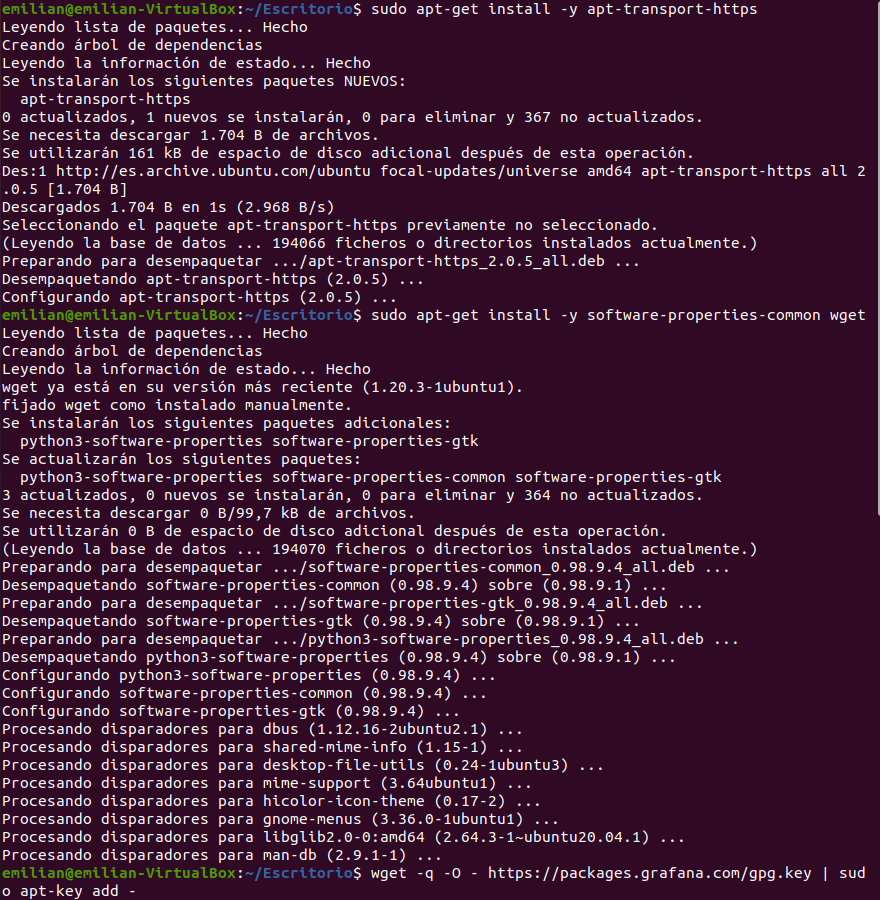 emilian@emilian-VirtualBox:~/Escritorio$ sudo apt-get install -y apt-transport-https
Leyendo lista de paquetes... Hecho
Creando árbol de dependencias
Leyendo la información de estado... Hecho
Se instalarán los siguientes paquetes NUEVOS:
  apt-transport-https
0 actualizados, 1 nuevos se instalarán, 0 para eliminar y 367 no actualizados.
Se necesita descargar 1.704 B de archivos.
Se utilizarán 161 kB de espacio de disco adicional después de esta operación.
Des:1 http://es.archive.ubuntu.com/ubuntu focal-updates/universe amd64 apt-transport-https all 2
.0.5 [1.704 B]
Descargados 1.704 B en 1s (2.968 B/s)
Seleccionando el paquete apt-transport-https previamente no seleccionado.
(Leyendo la base de datos ... 194066 ficheros o directorios instalados actualmente.)
Preparando para desempaquetar .../apt-transport-https_2.0.5_all.deb ...
Desempaquetando apt-transport-https (2.0.5) ...
Configurando apt-transport-https (2.0.5) ...
emilian@emilian-VirtualBox:~/Escritorio$ sudo apt-get install -y software-properties-common wget
Leyendo lista de paquetes... Hecho
Creando árbol de dependencias
Leyendo la información de estado... Hecho
wget ya está en su versión más reciente (1.20.3-1ubuntu1).
fijado wget como instalado manualmente.
Se instalarán los siguientes paquetes adicionales:
  python3-software-properties software-properties-gtk
Se actualizarán los siguientes paquetes:
  python3-software-properties software-properties-common software-properties-gtk
3 actualizados, 0 nuevos se instalarán, 0 para eliminar y 364 no actualizados.
Se necesita descargar 0 B/99,7 kB de archivos.
Se utilizarán 0 B de espacio de disco adicional después de esta operación.
(Leyendo la base de datos ... 194070 ficheros o directorios instalados actualmente.)
Preparando para desempaquetar .../software-properties-common_0.98.9.4_all.deb ...
Desempaquetando software-properties-common (0.98.9.4) sobre (0.98.9.1) ...
Preparando para desempaquetar .../software-properties-gtk_0.98.9.4_all.deb ...
Desempaquetando software-properties-gtk (0.98.9.4) sobre (0.98.9.1) ...
Preparando para desempaquetar .../python3-software-properties_0.98.9.4_all.deb ...
Desempaquetando python3-software-properties (0.98.9.4) sobre (0.98.9.1) ...
Configurando python3-software-properties (0.98.9.4) ...
Configurando software-properties-common (0.98.9.4) ...
Configurando software-properties-gtk (0.98.9.4) ...
Procesando disparadores para dbus (1.12.16-2ubuntu2.1) ...
Procesando disparadores para shared-mime-info (1.15-1) ...
Procesando disparadores para desktop-file-utils (0.24-1ubuntu3) ...
Procesando disparadores para mime-support (3.64ubuntu1) ...
Procesando disparadores para hicolor-icon-theme (0.17-2) ...
Procesando disparadores para gnome-menus (3.36.0-1ubuntu1) ...
Procesando disparadores para libglib2.0-0:amd64 (2.64.3-1~ubuntu20.04.1) ...
Procesando disparadores para man-db (2.9.1-1) ...
emilian@emilian-VirtualBox:~/Escritorio$ wget -q -O - https://packages.grafana.com/gpg.key | sud
o apt-key add -